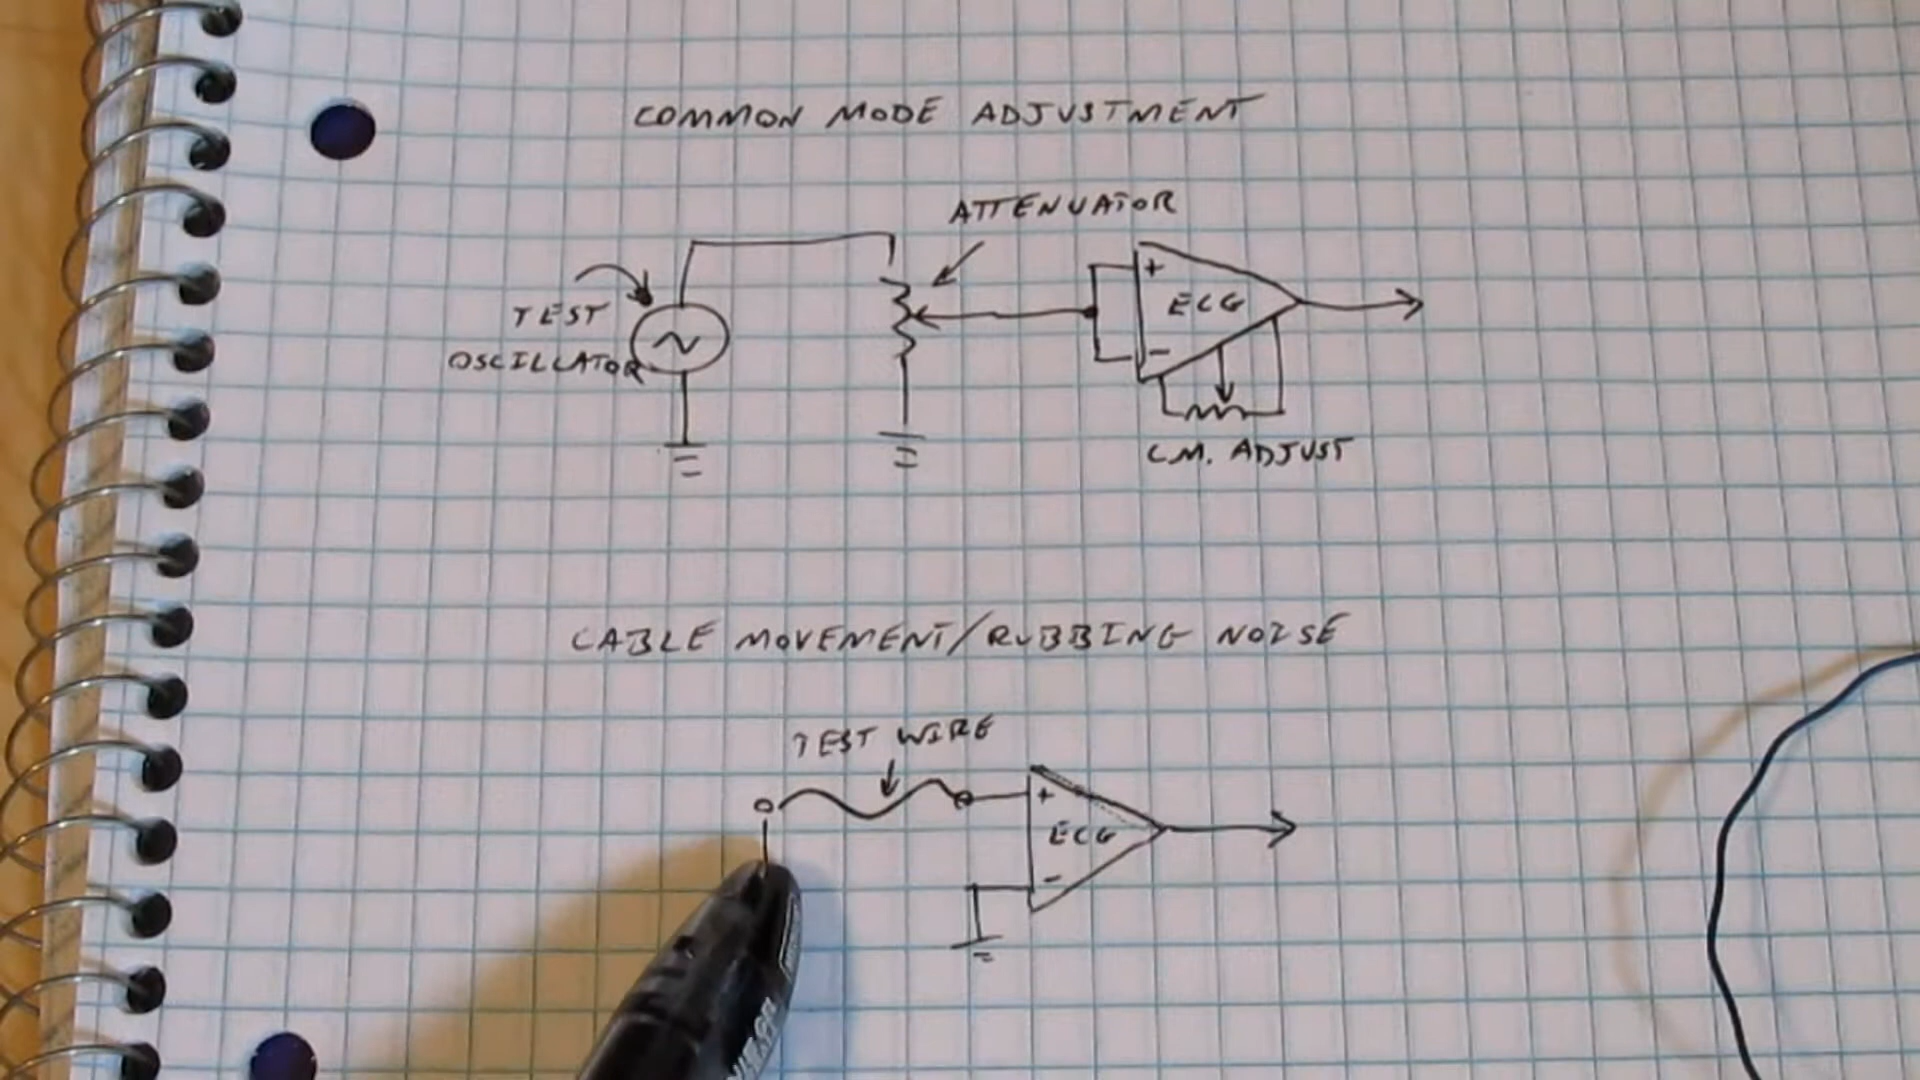 COMMON MODE ADJUSTMENT
ATTENUATOR
TEST
OSCILLATOR
+
ECG
-
C.M. ADJUST
CABLE MOVEMENT/RUBBING NOISE
TEST WIRE
+
ECG
-